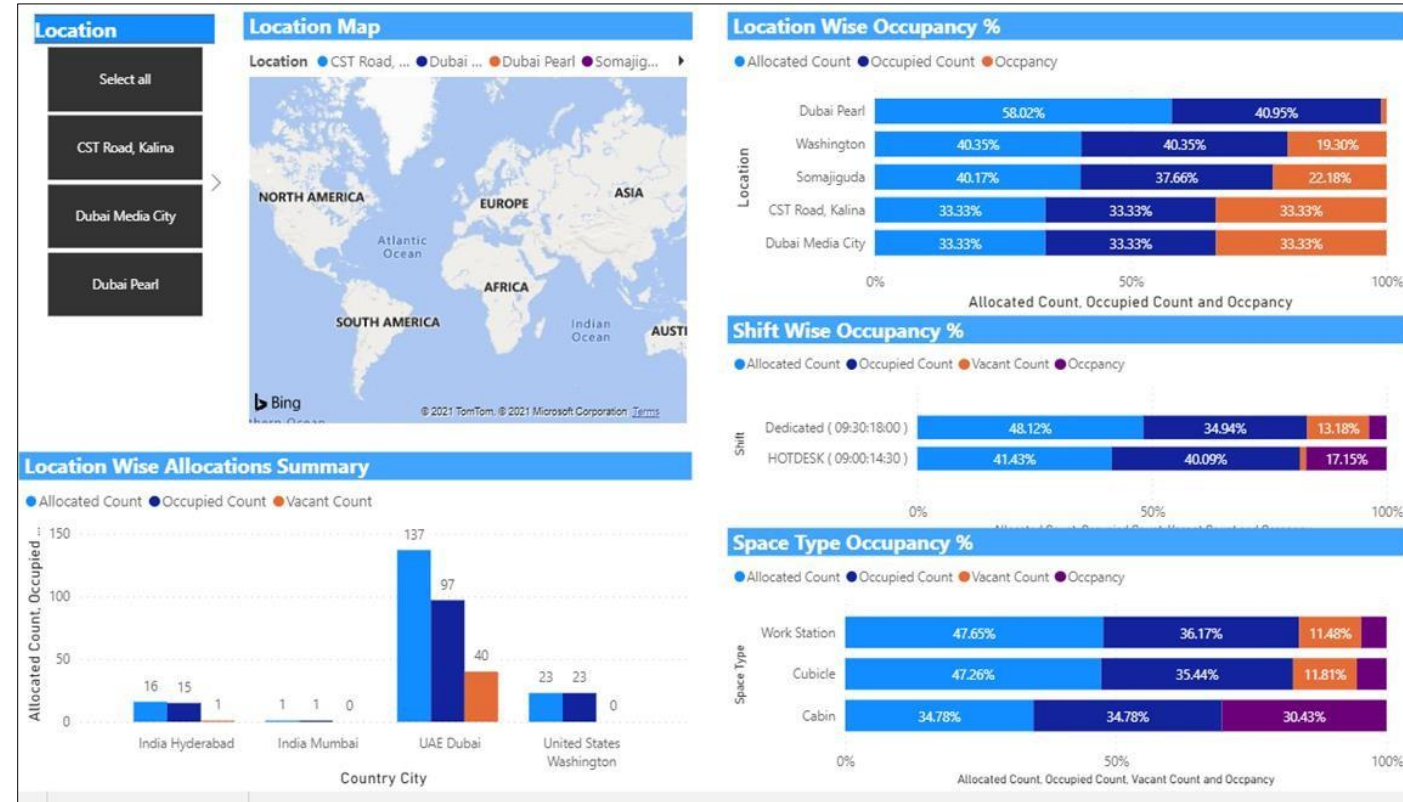 Location
Select all
CST Road, Kalina
Dubai Media City
Dubai Pearl
Location Map
Location CST Road, ... Dubai ... Dubai Pearl Somajig...
NORTH AMERICA
EUROPE
ASIA
Atlantic
Ocean
AFRICA
SOUTH AMERICA
Indian
Ocean
AUSTI
Bing
© 2021 TomTom, © 2021 Microsoft Corporation Terms
Location Wise Allocations Summary
Allocated Count Occupied Count Vacant Count
Allocated Count, Occupied ...
150
100
50
0
16 15 1
1 1 0
137 97 40
23 23 0
India Hyderabad India Mumbai UAE Dubai United States
Washington
Country City
Location Wise Occupancy %
Allocated Count Occupied Count Occpancy
Location
Dubai Pearl 58.02% 40.95%
Washington 40.35% 40.35% 19.30%
Somajiguda 40.17% 37.66% 22.18%
CST Road, Kalina 33.33% 33.33% 33.33%
Dubai Media City 33.33% 33.33% 33.33%
0% 50% 100%
Allocated Count, Occupied Count and Occpancy
Shift Wise Occupancy %
Allocated Count Occupied Count Vacant Count Occpancy
Shift
Dedicated ( 09:30:18:00 ) 48.12% 34.94% 13.18%
HOTDESK ( 09:00:14:30 ) 41.43% 40.09% 17.15%
0% 50% 100%
Space Type Occupancy %
Allocated Count Occupied Count Vacant Count Occpancy
Space Type
Work Station 47.65% 36.17% 11.48%
Cubicle 47.26% 35.44% 11.81%
Cabin 34.78% 34.78% 30.43%
0% 50% 100%
Allocated Count, Occupied Count, Vacant Count and Occpancy